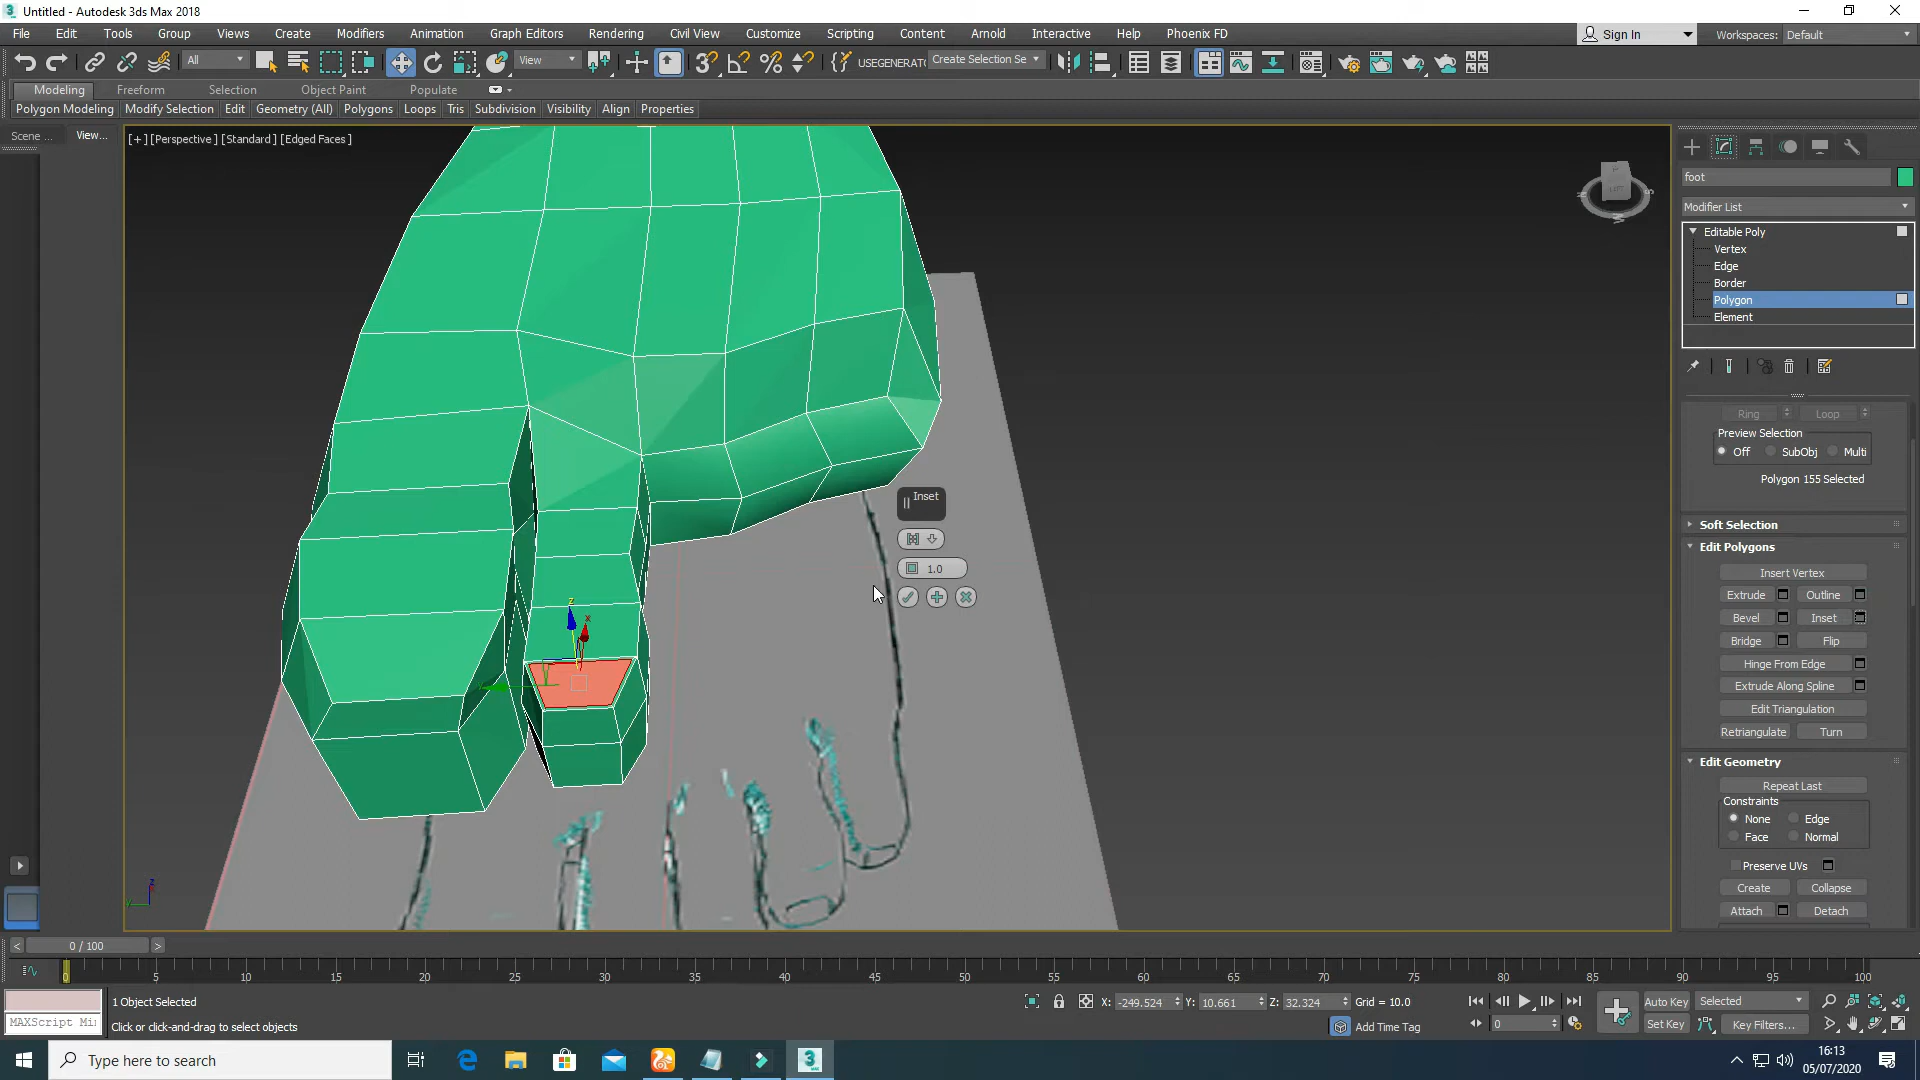 Untitled - Autodesk 3ds Max 2018
File Edit Tools Group Views Create Modifiers Animation Graph Editors Rendering Civil View Customize Scripting Content Arnold Interactive Help Phoenix FD
Sign In
Workspaces: Default
All
View
USEGENERATO
Create Selection Se
Modeling Freeform Selection Object Paint Populate
Polygon Modeling Modify Selection Edit Geometry (All) Polygons Loops Tris Subdivision Visibility Align Properties
Scene ... View...
[+] [Perspective] [Standard] [Edged Faces]
foot
Modifier List
Editable Poly
Vertex
Edge
Border
Polygon
Element
Ring Loop
Preview Selection
Off SubObj Multi
Polygon 155 Selected
Soft Selection
Edit Polygons
Insert Vertex
Extrude Outline
Bevel Inset
Bridge Flip
Hinge From Edge
Extrude Along Spline
Edit Triangulation
Retriangulate Turn
Edit Geometry
Repeat Last
Constraints
None Edge
Face Normal
Preserve UVs
Create Collapse
Attach Detach
Inset
1.0
z
x
0 / 100
0 5 10 15 20 25 30 35 40 45 50 55 60 65 70 75 80 85 90 95 100
MAXScript Mi
1 Object Selected
Click or click-and-drag to select objects
X: -249.524 Y: 10.661 Z: 32.324 Grid = 10.0
Add Time Tag
0
Auto Key Selected
Set Key Key Filters...
Type here to search
16:13
05/07/2020